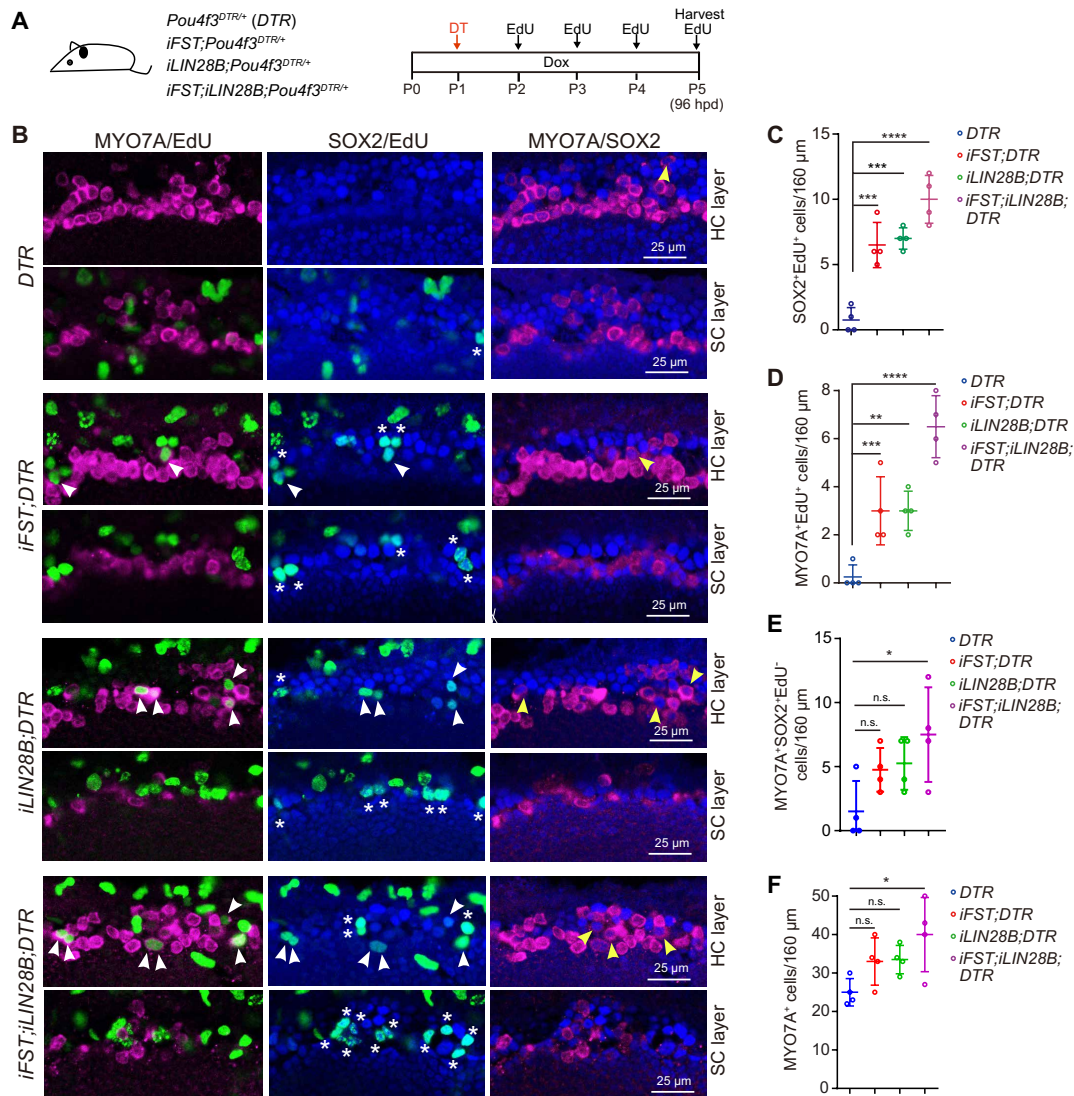 A
Pou4f3DTR/+ (DTR)
iFST;Pou4f3DTR/+
iLIN28B;Pou4f3DTR/+
iFST;iLIN28B;Pou4f3DTR/+
DT EdU EdU EdU Harvest EdU
Dox
P0 P1 P2 P3 P4 P5
(96 hpd)
B
MYO7A/EdU SOX2/EdU MYO7A/SOX2
DTR
HC layer
25 µm
SC layer
25 µm
iFST;DTR
HC layer
25 µm
SC layer
25 µm
iLIN28B;DTR
HC layer
25 µm
SC layer
25 µm
iFST;iLIN28B;DTR
HC layer
25 µm
SC layer
25 µm
C
SOX2+EdU+ cells/160 µm
15
10
5
0
****
***
***
DTR
iFST;DTR
iLIN28B;DTR
iFST;iLIN28B;
DTR
D
MYO7A+EdU+ cells/160 µm
8
6
4
2
0
****
**
***
DTR
iFST;DTR
iLIN28B;DTR
iFST;iLIN28B;
DTR
E
MYO7A+SOX2+EdU-
cells/160 µm
15
10
5
0
*
n.s.
n.s.
DTR
iFST;DTR
iLIN28B;DTR
iFST;iLIN28B;
DTR
F
MYO7A+ cells/160 µm
50
40
30
20
10
0
*
n.s.
n.s.
DTR
iFST;DTR
iLIN28B;DTR
iFST;iLIN28B;
DTR